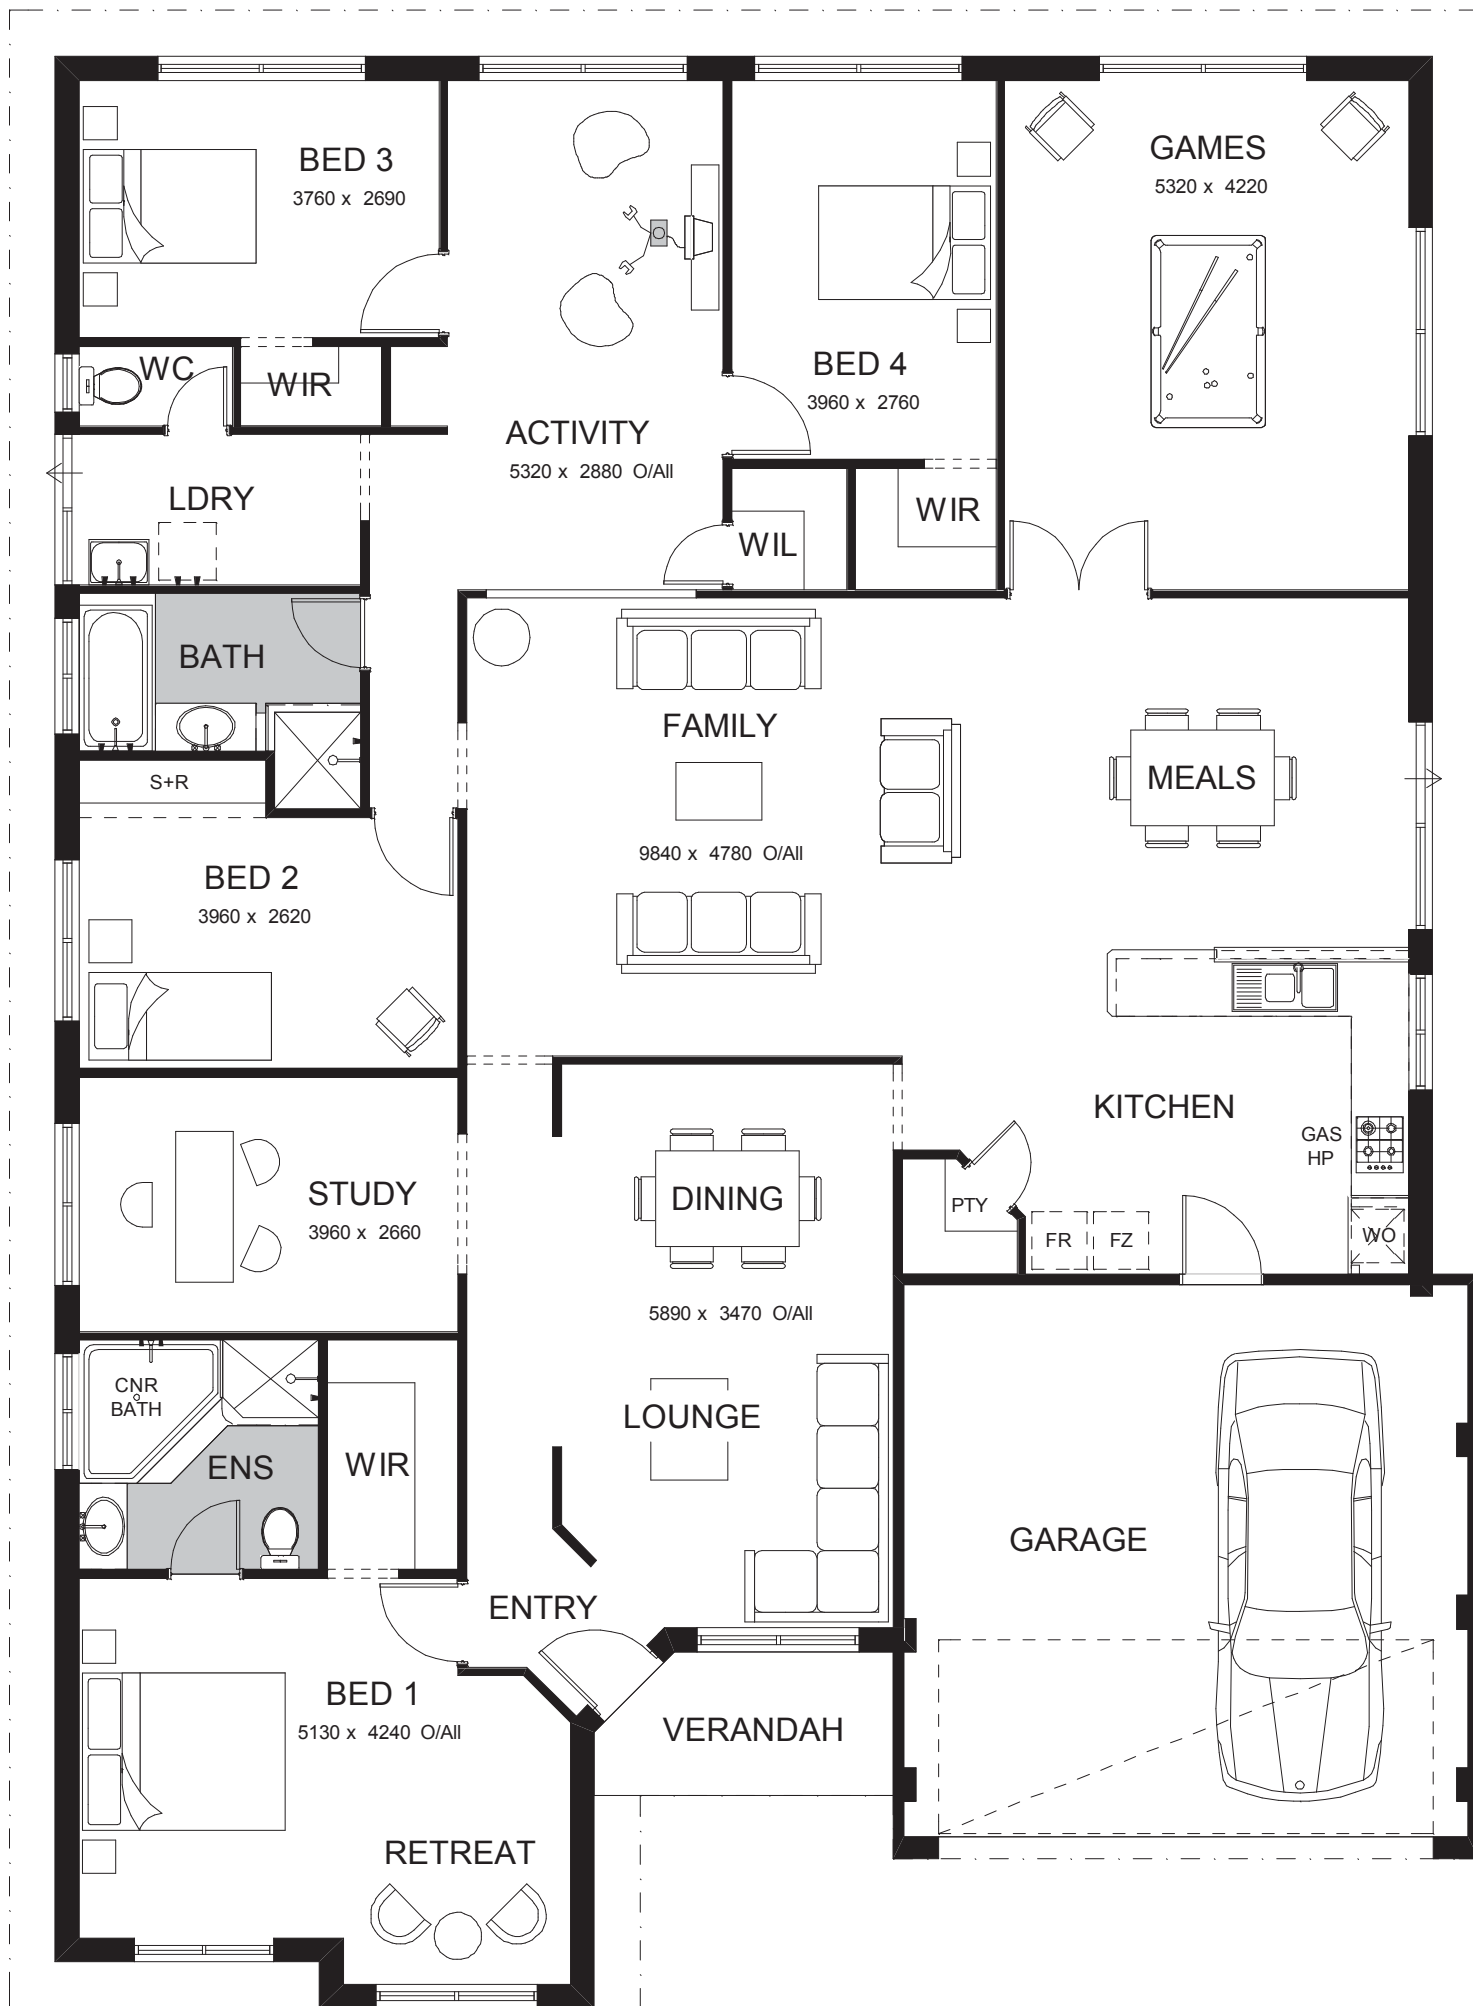 BED 3
3760 x 2690
GAMES
5320 x 4220
WC
WIR
BED 4
3960 x 2760
ACTIVITY
5320 x 2880 O/All
LDRY
WIL
WIR
BATH
FAMILY
MEALS
S+R
9840 x 4780 O/All
BED 2
3960 x 2620
KITCHEN
GAS
HP
STUDY
3960 x 2660
DINING
PTY
FR
FZ
WO
5890 x 3470 O/All
CNR
BATH
LOUNGE
ENS
WIR
GARAGE
ENTRY
BED 1
5130 x 4240 O/All
VERANDAH
RETREAT